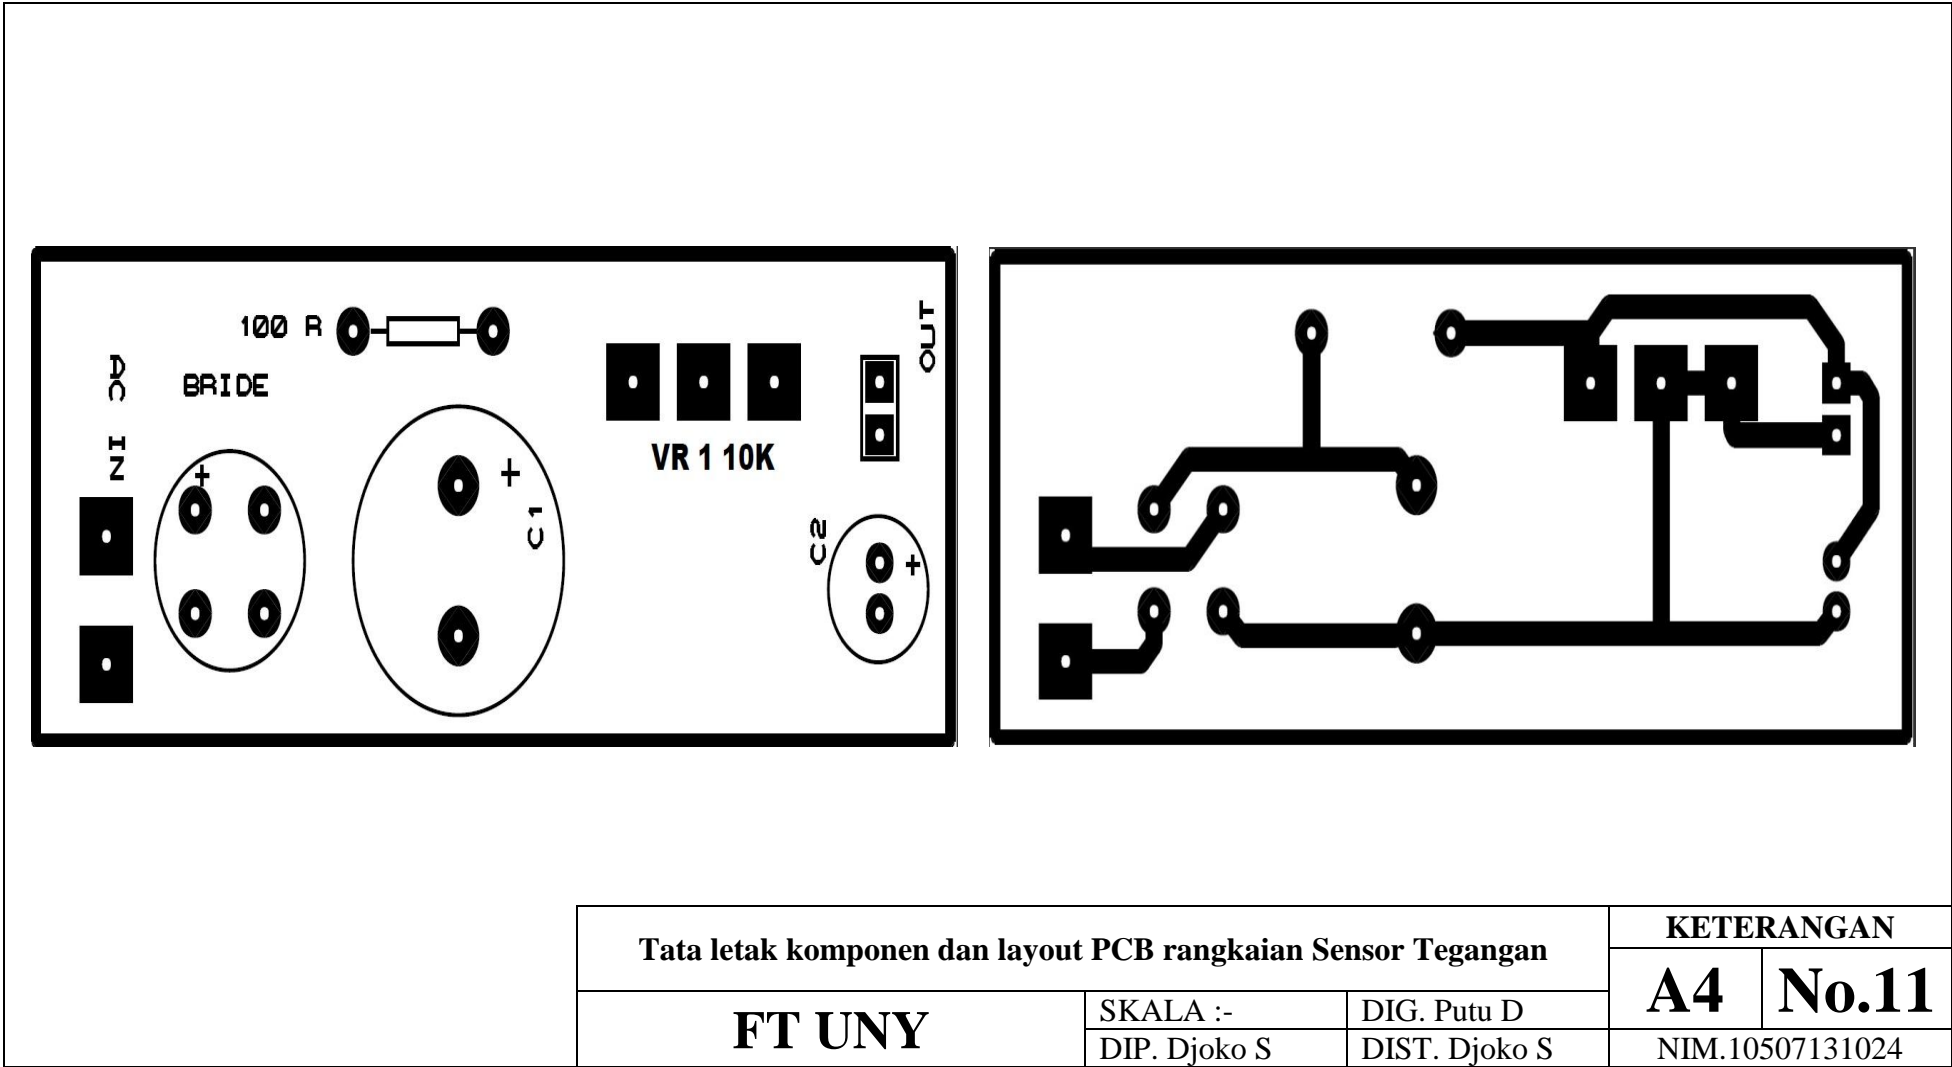 100 R
BRIDE
AC IN
+
+
C1
VR 1 10K
OUT
C2
+
Tata letak komponen dan layout PCB rangkaian Sensor Tegangan
KETERANGAN
A4
No.11
FT UNY
SKALA :-
DIG. Putu D
DIP. Djoko S
DIST. Djoko S
NIM.10507131024